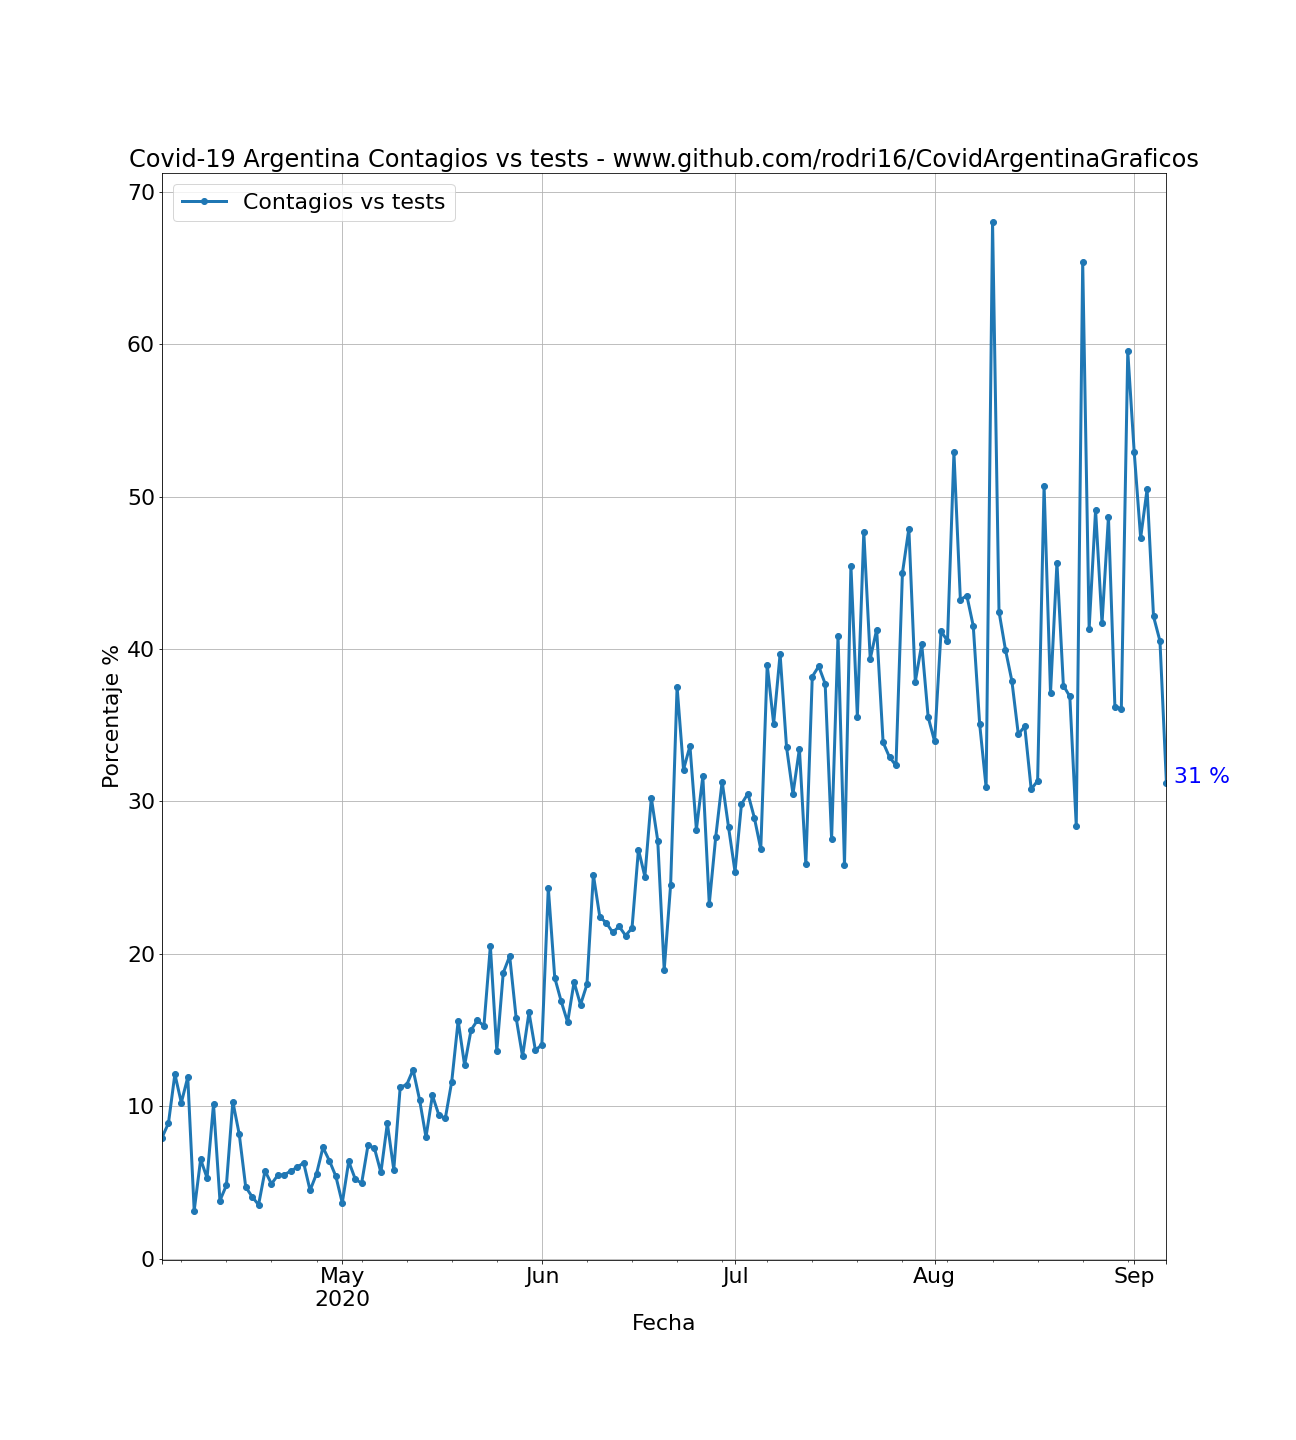 Covid-19 Argentina Contagios vs tests - www.github.com/rodri16/CovidArgentinaGraficos
Contagios vs tests
70
60
50
40
30
20
10
0
Porcentaje %
31 %
May
2020
Jun
Jul
Aug
Sep
Fecha